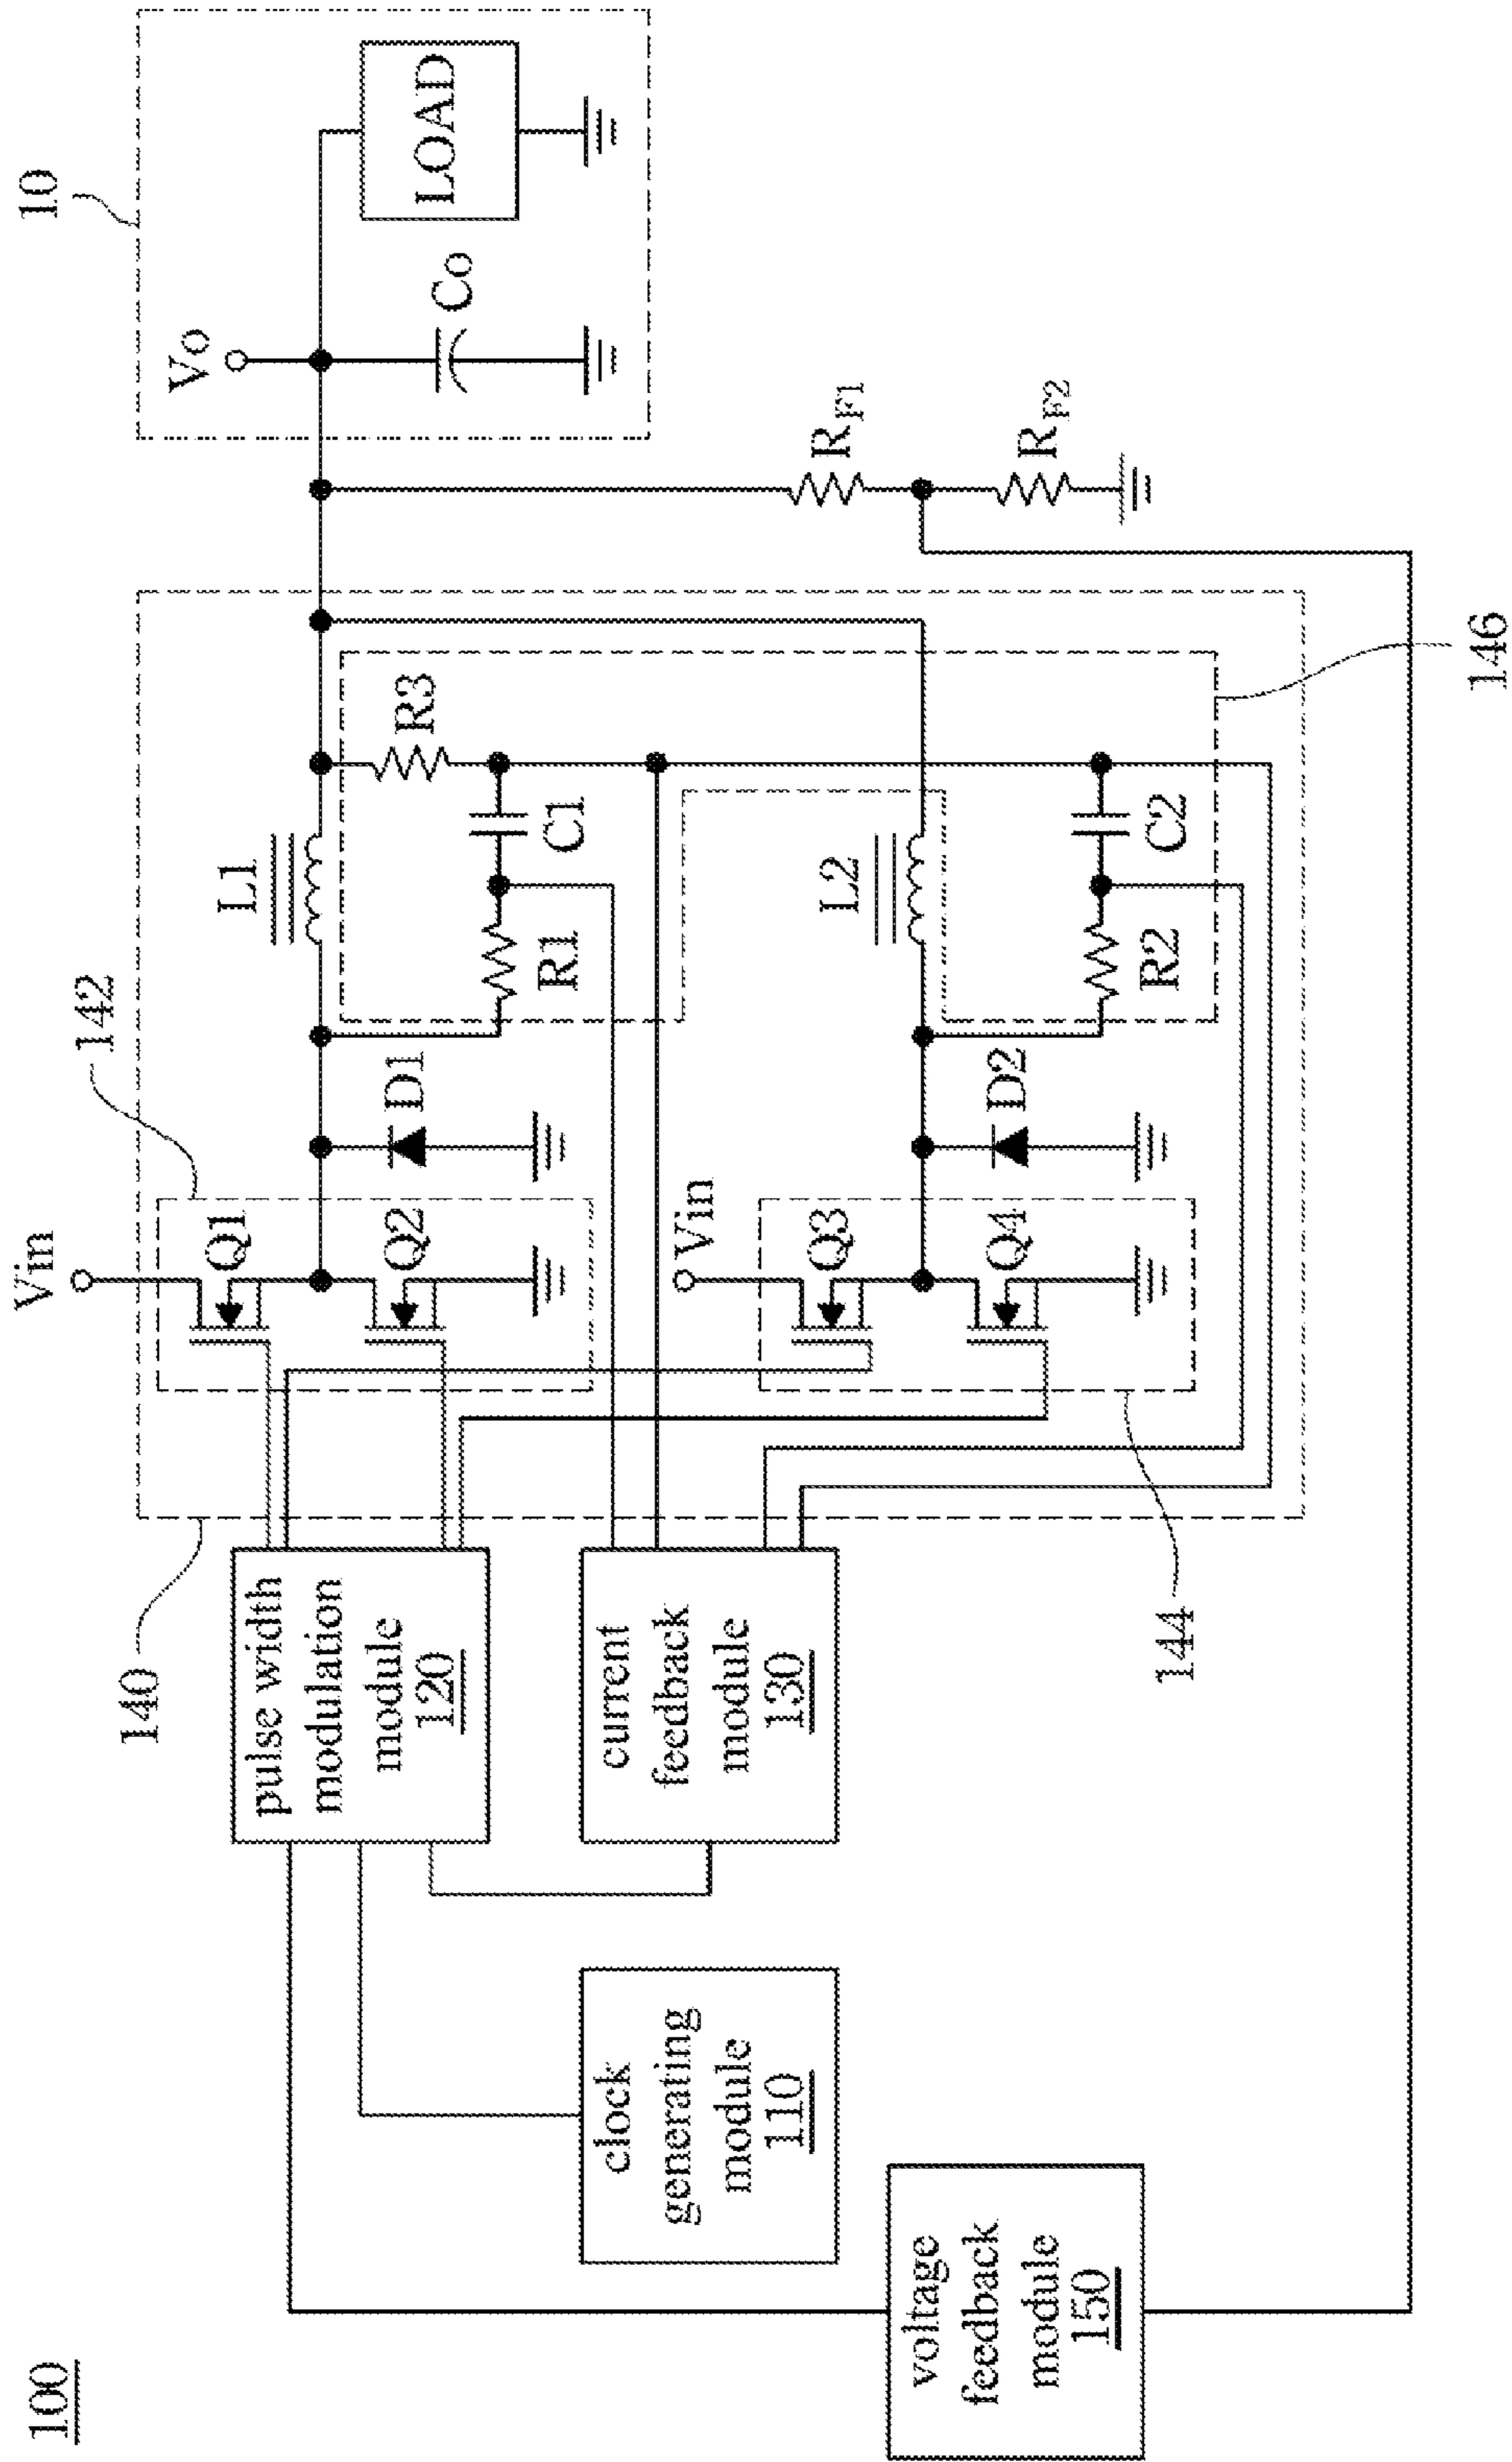 100
voltage
feedback
module
150
clock
generating
module
110
pulse width
modulation
module
120
current
feedback
module
130
140
142
144
146
10
Vin
Q1
Q2
D1
L1
R1
C1
R3
Vin
Q3
Q4
D2
L2
R2
C2
RF1
RF2
Vo
Co
LOAD